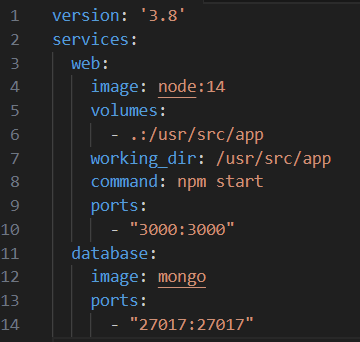 1 version: '3.8'
2 services:
3   web:
4     image: node:14
5     volumes:
6       - .:/usr/src/app
7     working_dir: /usr/src/app
8     command: npm start
9     ports:
10       - "3000:3000"
11   database:
12     image: mongo
13     ports:
14       - "27017:27017"